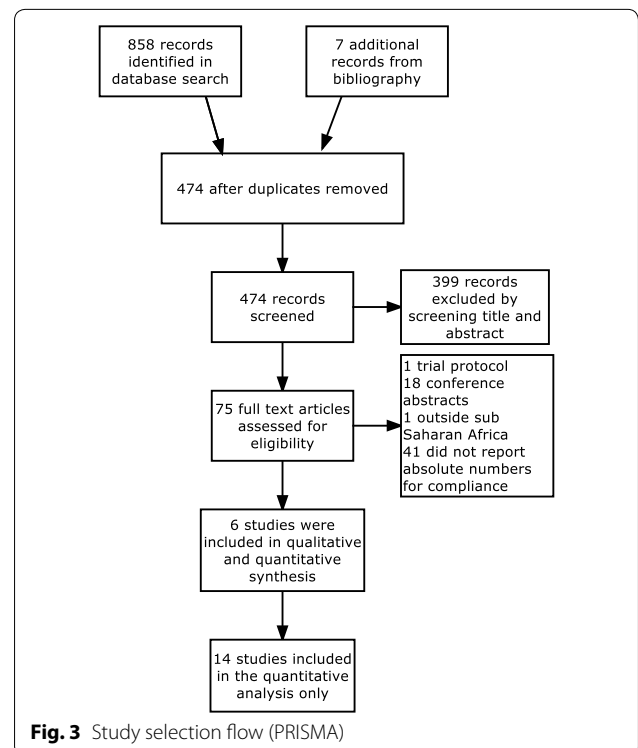 858 records
identified in
database search
7 additional
records from
bibliography
474 after duplicates removed
474 records
screened
399 records
excluded by
screening title and
abstract
75 full text articles
assessed for
eligibility
1 trial protocol
18 conference
abstracts
1 outside sub
Saharan Africa
41 did not report
absolute numbers
for compliance
6 studies were
included in qualitative
and quantitative
synthesis
14 studies included
in the quantitative
analysis only
Fig. 3 Study selection flow (PRISMA)